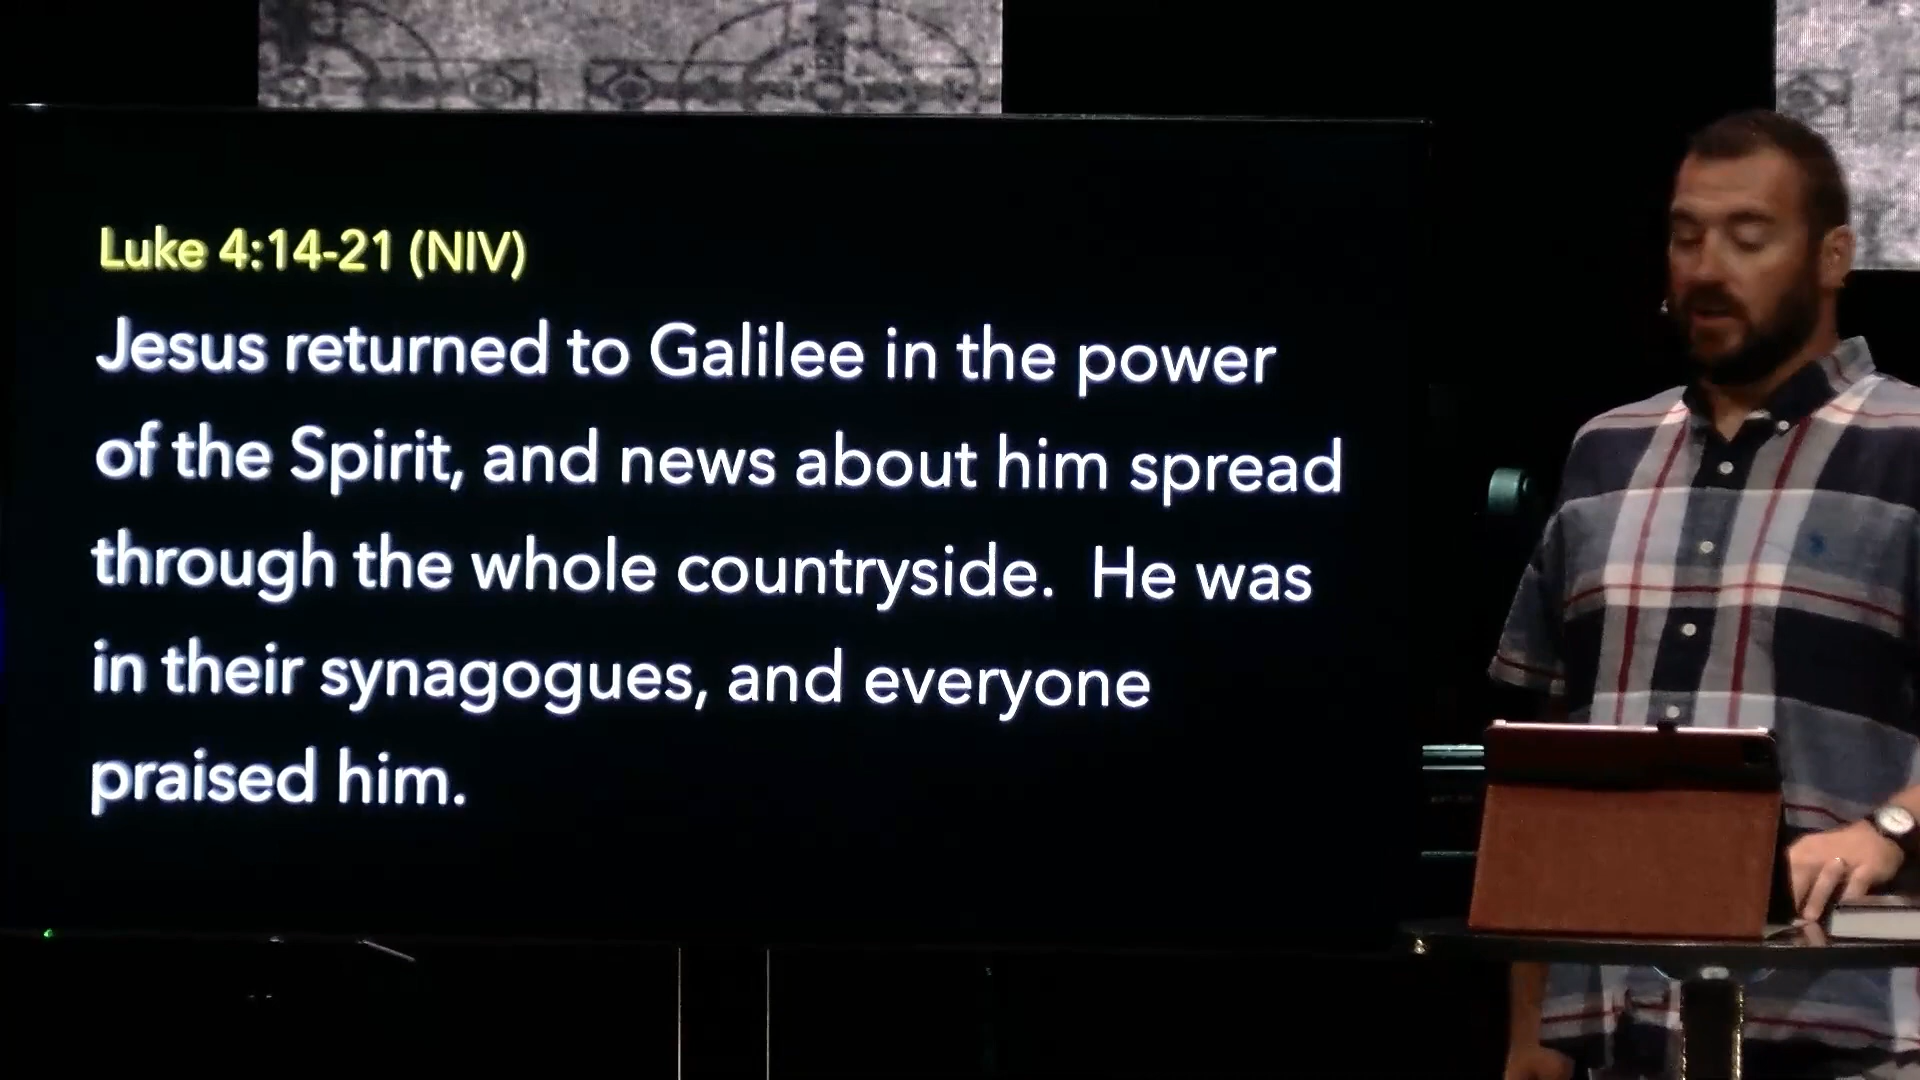 Luke 4:14-21 (NIV)
Jesus returned to Galilee in the power
of the Spirit, and news about him spread
through the whole countryside. He was
in their synagogues, and everyone
praised him.